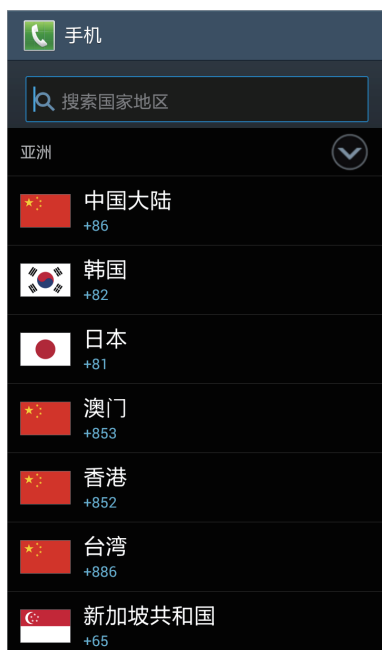 手机
搜索国家地区
亚洲
中国大陆
+86
韩国
+82
日本
+81
澳门
+853
香港
+852
台湾
+886
新加坡共和国
+65